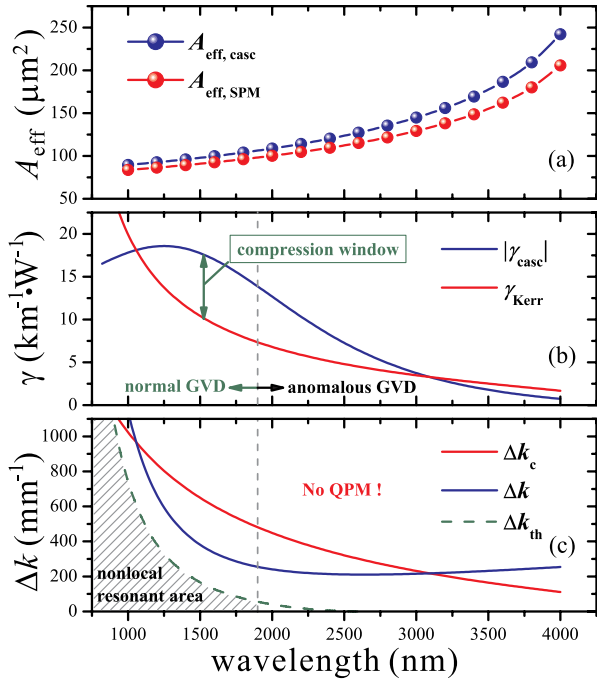 250
200
150
100
50
A_eff (μm²)
A_eff, casc
A_eff, SPM
(a)
20
15
10
5
0
γ (km⁻¹•W⁻¹)
compression window
|γ_casc|
γ_Kerr
normal GVD
anomalous GVD
(b)
1000
800
600
400
200
0
Δk (mm⁻¹)
Δk_c
Δk
Δk_th
No QPM !
(c)
nonlocal
resonant area
1000 1500 2000 2500 3000 3500 4000
wavelength (nm)